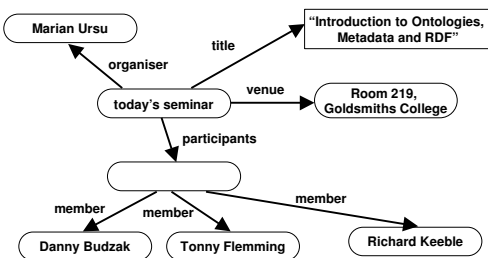 Marian Ursu
“Introduction to Ontologies,
Metadata and RDF”
title
organiser
today’s seminar
venue
Room 219,
Goldsmiths College
participants
member
member
member
Danny Budzak
Tonny Flemming
Richard Keeble